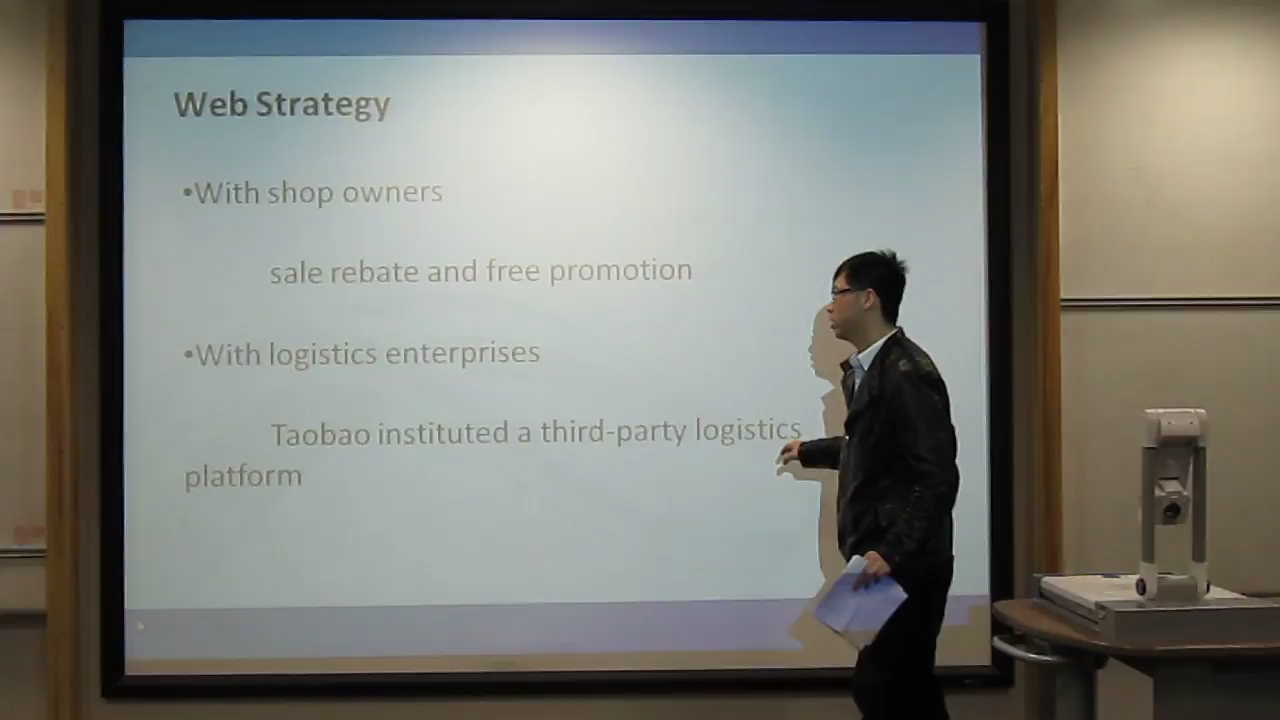 Web Strategy
•With shop owners
sale rebate and free promotion
•With logistics enterprises
Taobao instituted a third-party logistics
platform